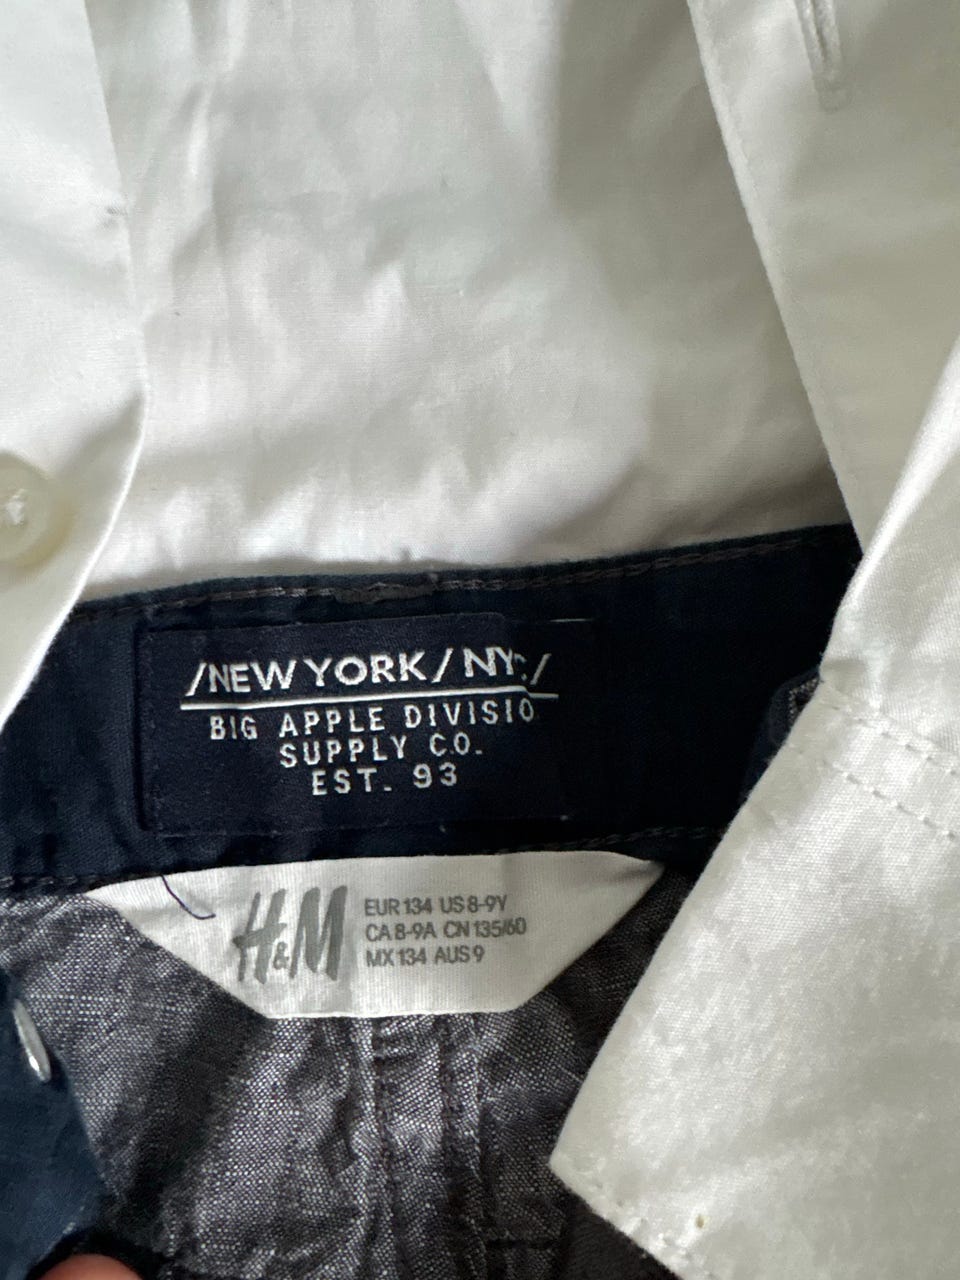 /NEW YORK/NYC/
BIG APPLE DIVISIO
SUPPLY CO.
EST. 93
H&M
EUR 134 US 8-9Y
CA 8-9A CN 135/60
MX 134 AUS 9